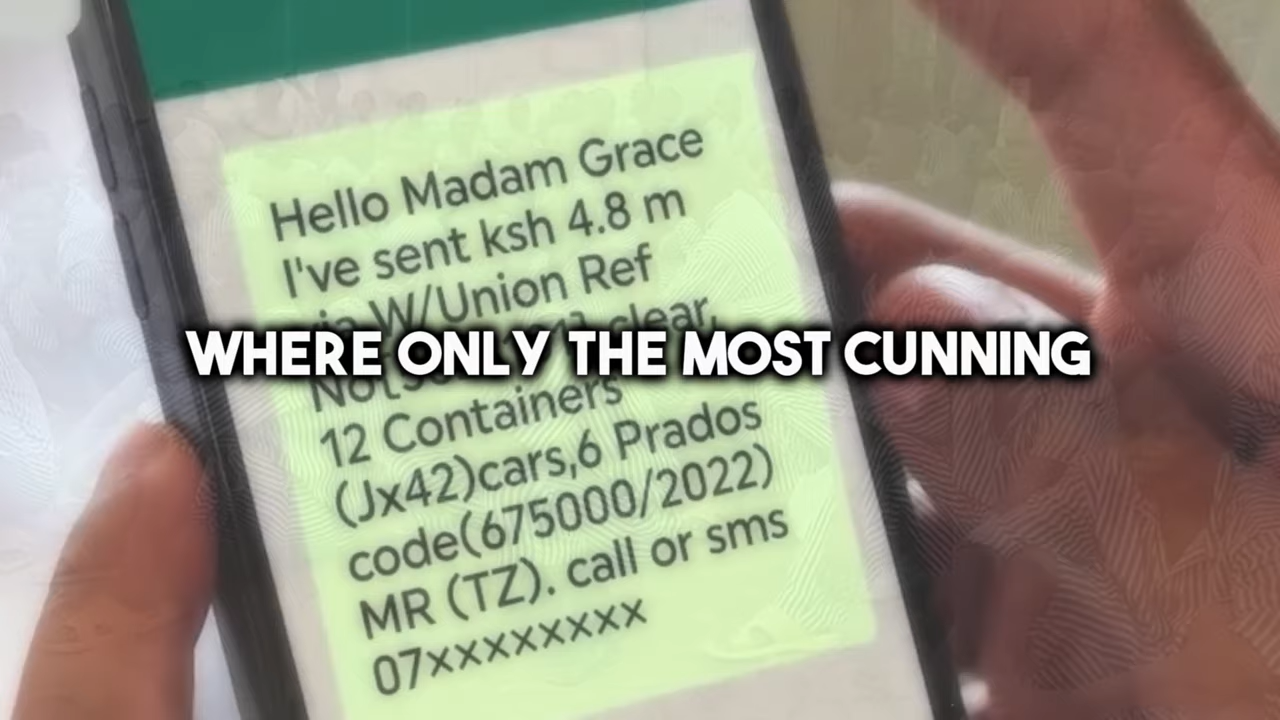 Hello Madam Grace
I've sent ksh 4.8 m
via W/Union Ref
clear,
WHERE ONLY THE MOST CUNNING
12 Containers
(Jx42)cars,6 Prados
code(675000/2022)
MR (TZ). call or sms
07xxxxxxxx